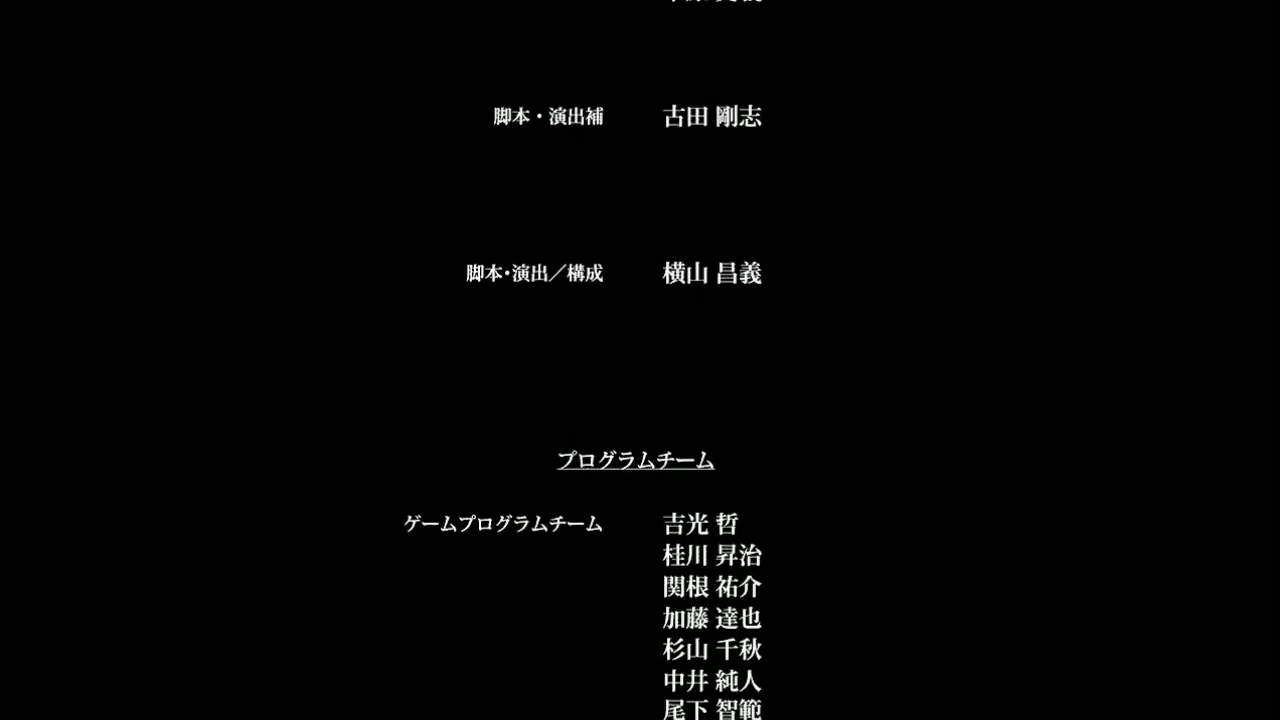 脚本・演出補 古田 剛志
脚本・演出／構成 横山 昌義
プログラムチーム
ゲームプログラムチーム 吉光 哲
桂川 昇治
関根 祐介
加藤 達也
杉山 千秋
中井 純人
尾下 智範